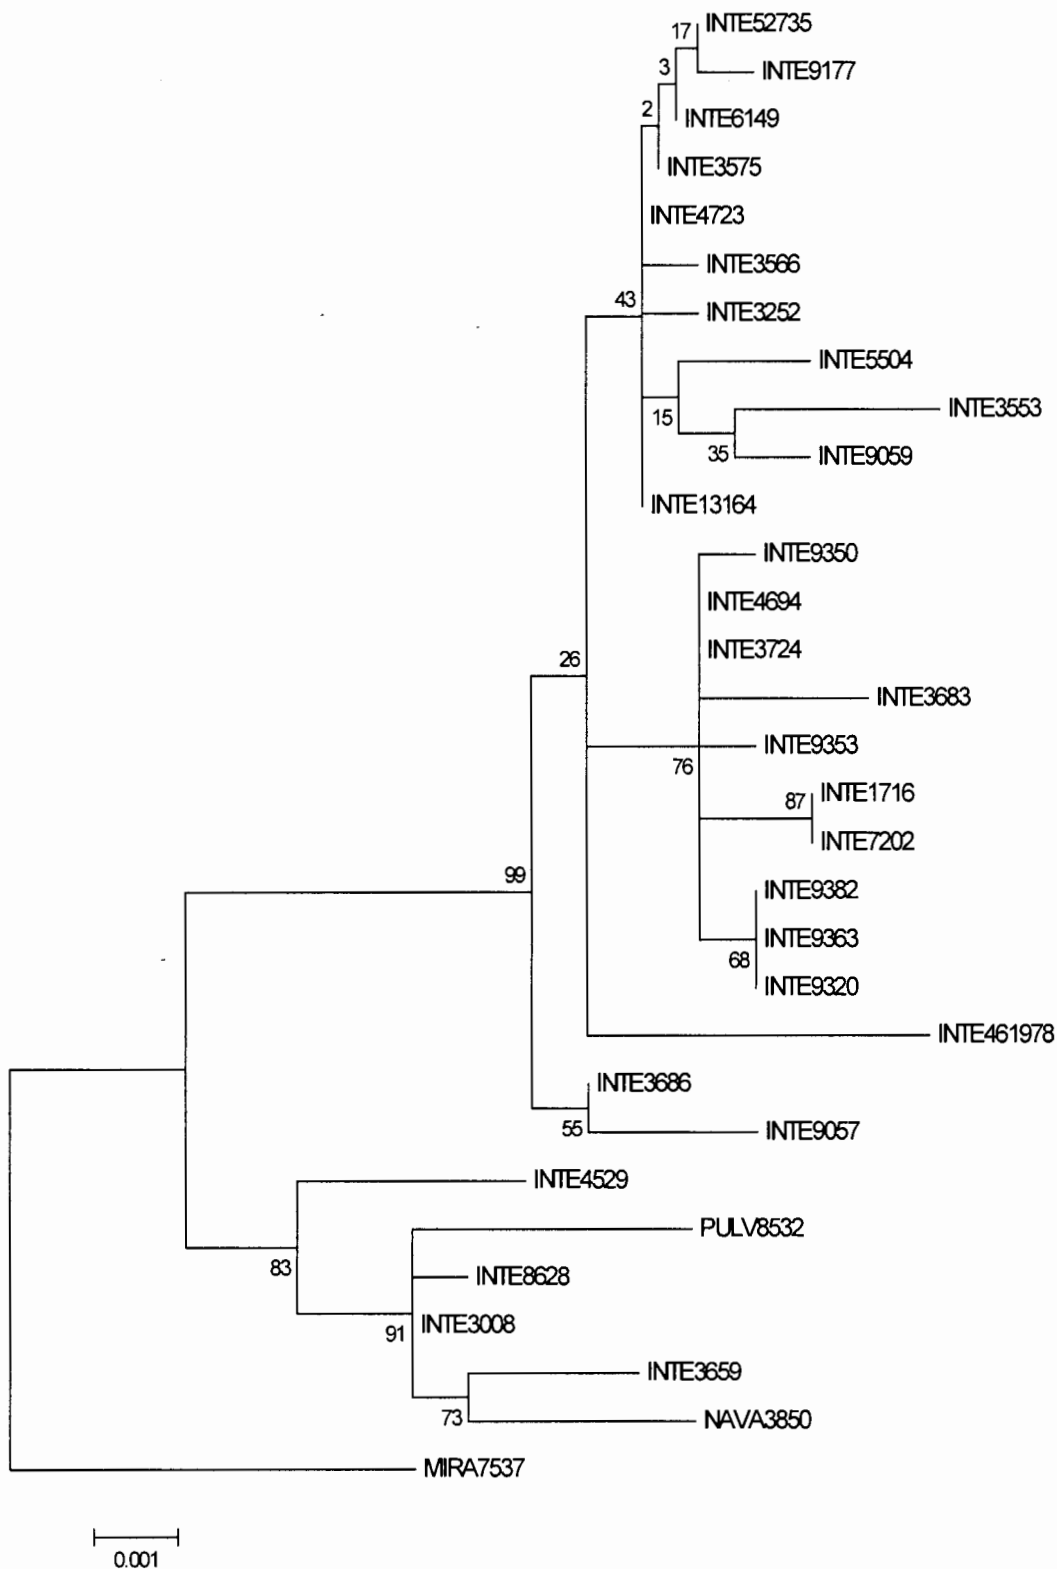 INTE52735
17
INTE9177
3
INTE6149
2
INTE3575
INTE4723
INTE3566
43
INTE3252
INTE5504
INTE3553
15
35
INTE9059
INTE13164
INTE9350
INTE4694
INTE3724
26
INTE3683
INTE9353
76
INTE1716
87
INTE7202
99
INTE9382
INTE9363
68
INTE9320
INTE461978
INTE3686
INTE9057
55
INTE4529
PULV8532
83
INTE8628
INTE3008
91
INTE3659
NAVA3850
73
MIRA7537
0.001